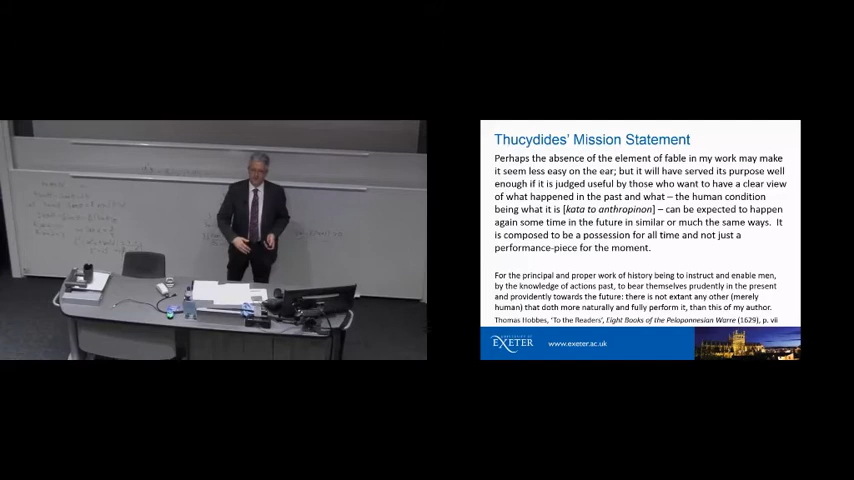 Thucydides' Mission Statement
Perhaps the absence of the element of fable in my work may make
it seem less easy on the ear; but it will have served its purpose well
enough if it is judged useful by those who want to have a clear view
of what happened in the past and what – the human condition
being what it is [kata to anthropinon] – can be expected to happen
again some time in the future in similar or much the same ways. It
is composed to be a possession for all time and not just a
performance-piece for the moment.
For the principal and proper work of history being to instruct and enable men,
by the knowledge of actions past, to bear themselves prudently in the present
and providently towards the future: there is not extant any other (merely
human) that doth more naturally and fully perform it, than this of my author.
Thomas Hobbes, 'To the Readers', Eight Books of the Peloponnesian Warre (1629), p. vii
EXETER
www.exeter.ac.uk